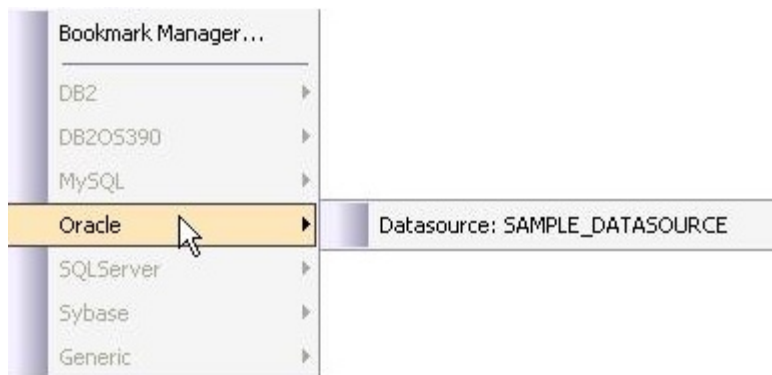 Bookmark Manager...
DB2
DB2OS390
MySQL
Oracle
Datasource: SAMPLE_DATASOURCE
SQLServer
Sybase
Generic